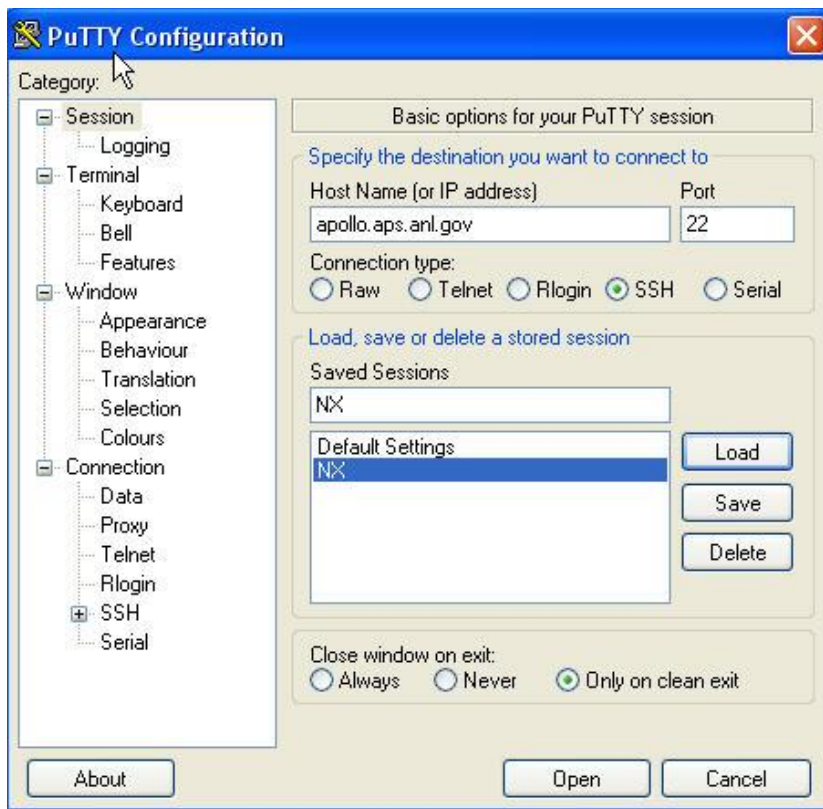 PuTTY Configuration
Category:
Session
Logging
Terminal
Keyboard
Bell
Features
Window
Appearance
Behaviour
Translation
Selection
Colours
Connection
Data
Proxy
Telnet
Rlogin
SSH
Serial
Basic options for your PuTTY session
Specify the destination you want to connect to
Host Name (or IP address) Port
apollo.aps.anl.gov 22
Connection type:
Raw Telnet Rlogin SSH Serial
Load, save or delete a stored session
Saved Sessions
NX
Default Settings
NX
Load
Save
Delete
Close window on exit:
Always Never Only on clean exit
About Open Cancel